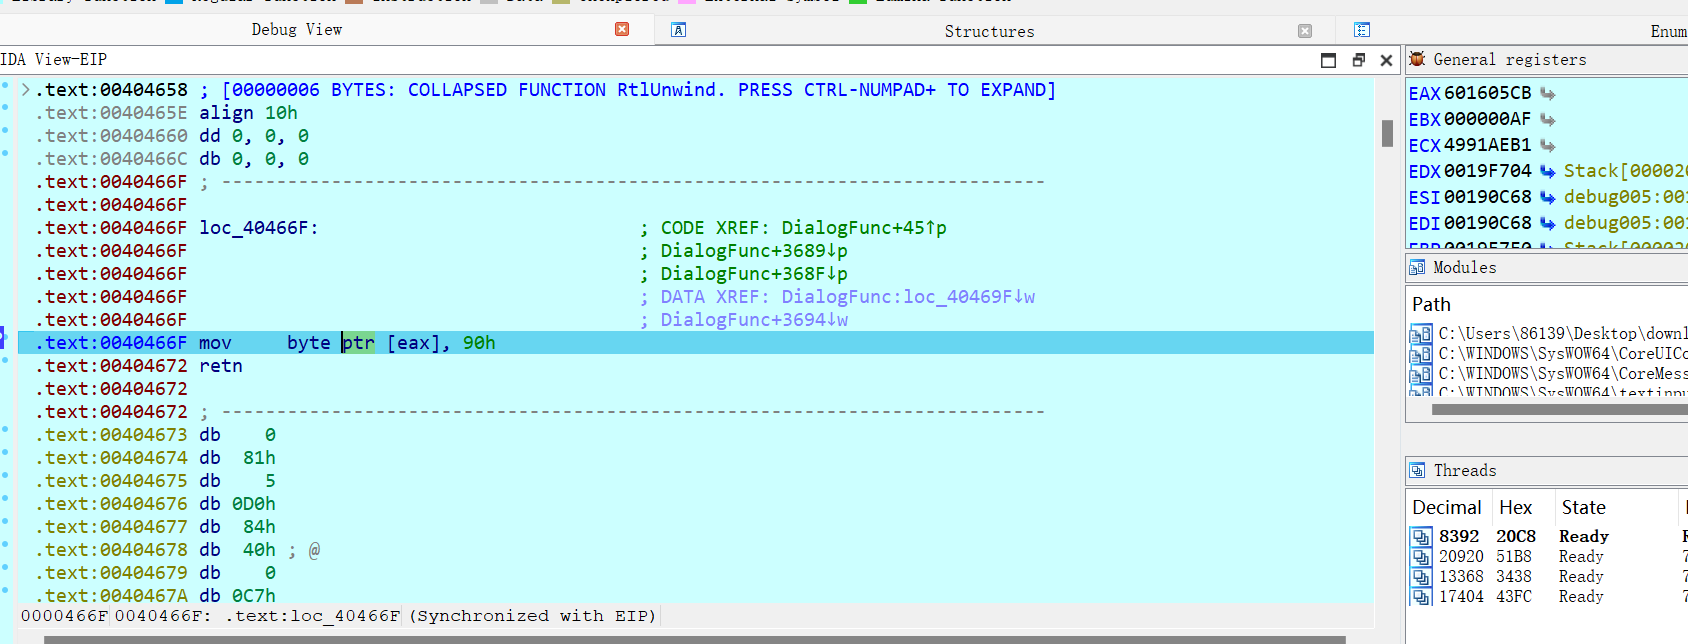 Debug View
Structures
Enum
IDA View-EIP
.text:00404658 ; [00000006 BYTES: COLLAPSED FUNCTION RtlUnwind. PRESS CTRL-NUMPAD+ TO EXPAND]
.text:0040465E align 10h
.text:00404660 dd 0, 0, 0
.text:0040466C db 0, 0, 0
.text:0040466F ; ---------------------------------------------------------------------------
.text:0040466F
.text:0040466F loc_40466F: ; CODE XREF: DialogFunc+45↑p
.text:0040466F ; DialogFunc+3689↓p
.text:0040466F ; DialogFunc+368F↓p
.text:0040466F ; DATA XREF: DialogFunc:loc_40469F↓w
.text:0040466F ; DialogFunc+3694↓w
.text:0040466F mov byte ptr [eax], 90h
.text:00404672 retn
.text:00404672
.text:00404672 ; ---------------------------------------------------------------------------
.text:00404673 db 0
.text:00404674 db 81h
.text:00404675 db 5
.text:00404676 db 0D0h
.text:00404677 db 84h
.text:00404678 db 40h ; @
.text:00404679 db 0
.text:0040467A db 0C7h
0000466F 0040466F: .text:loc_40466F (Synchronized with EIP)
General registers
EAX 601605CB
EBX 000000AF
ECX 4991AEB1
EDX 0019F704 Stack[000020
ESI 00190C68 debug005:001
EDI 00190C68 debug005:001
Modules
Path
C:\Users\86139\Desktop\downl
C:\WINDOWS\SysWOW64\CoreUICo
C:\WINDOWS\SysWOW64\CoreMess
C:\WINDOWS\SysWOW64\textinpu
Threads
Decimal Hex State
8392 20C8 Ready
20920 51B8 Ready
13368 3438 Ready
17404 43FC Ready